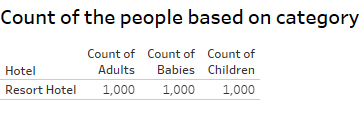 Count of the people based on category
Count of Count of Count of
Hotel Adults Babies Children
Resort Hotel 1,000 1,000 1,000